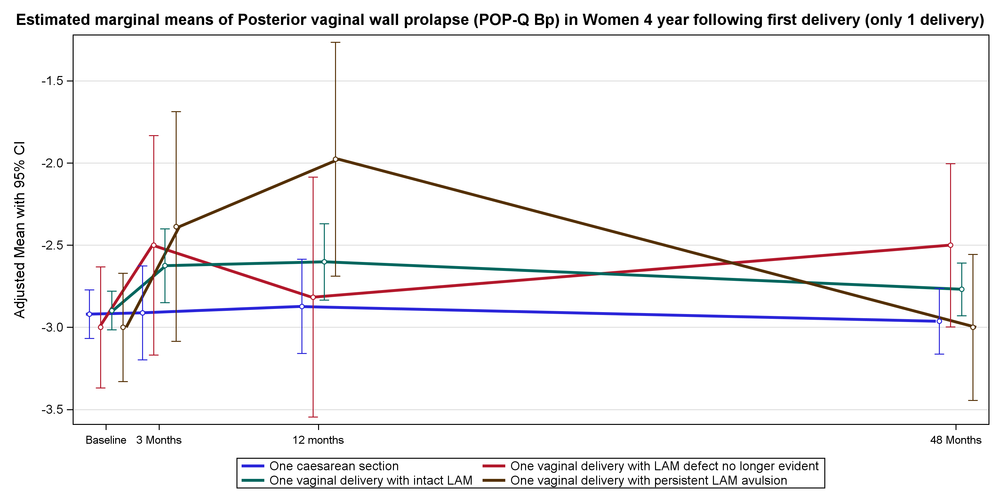 Estimated marginal means of Posterior vaginal wall prolapse (POP-Q Bp) in Women 4 year following first delivery (only 1 delivery)
Adjusted Mean with 95% CI
-1.5
-2.0
-2.5
-3.0
-3.5
Baseline 3 Months 12 months 48 Months
One caesarean section One vaginal delivery with LAM defect no longer evident
One vaginal delivery with intact LAM One vaginal delivery with persistent LAM avulsion